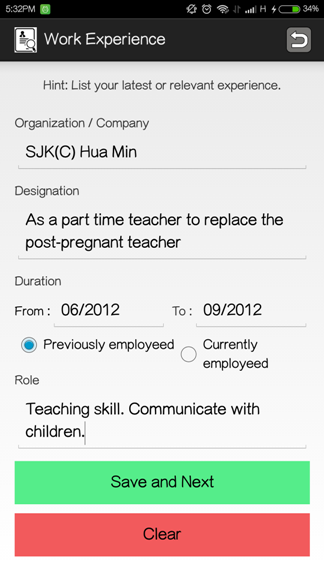 5:32PM H 34%
Work Experience
Hint: List your latest or relevant experience.
Organization / Company
SJK(C) Hua Min
Designation
As a part time teacher to replace the
post-pregnant teacher
Duration
From : 06/2012 To : 09/2012
Previously employeed Currently
employeed
Role
Teaching skill. Communicate with
children.
Save and Next
Clear